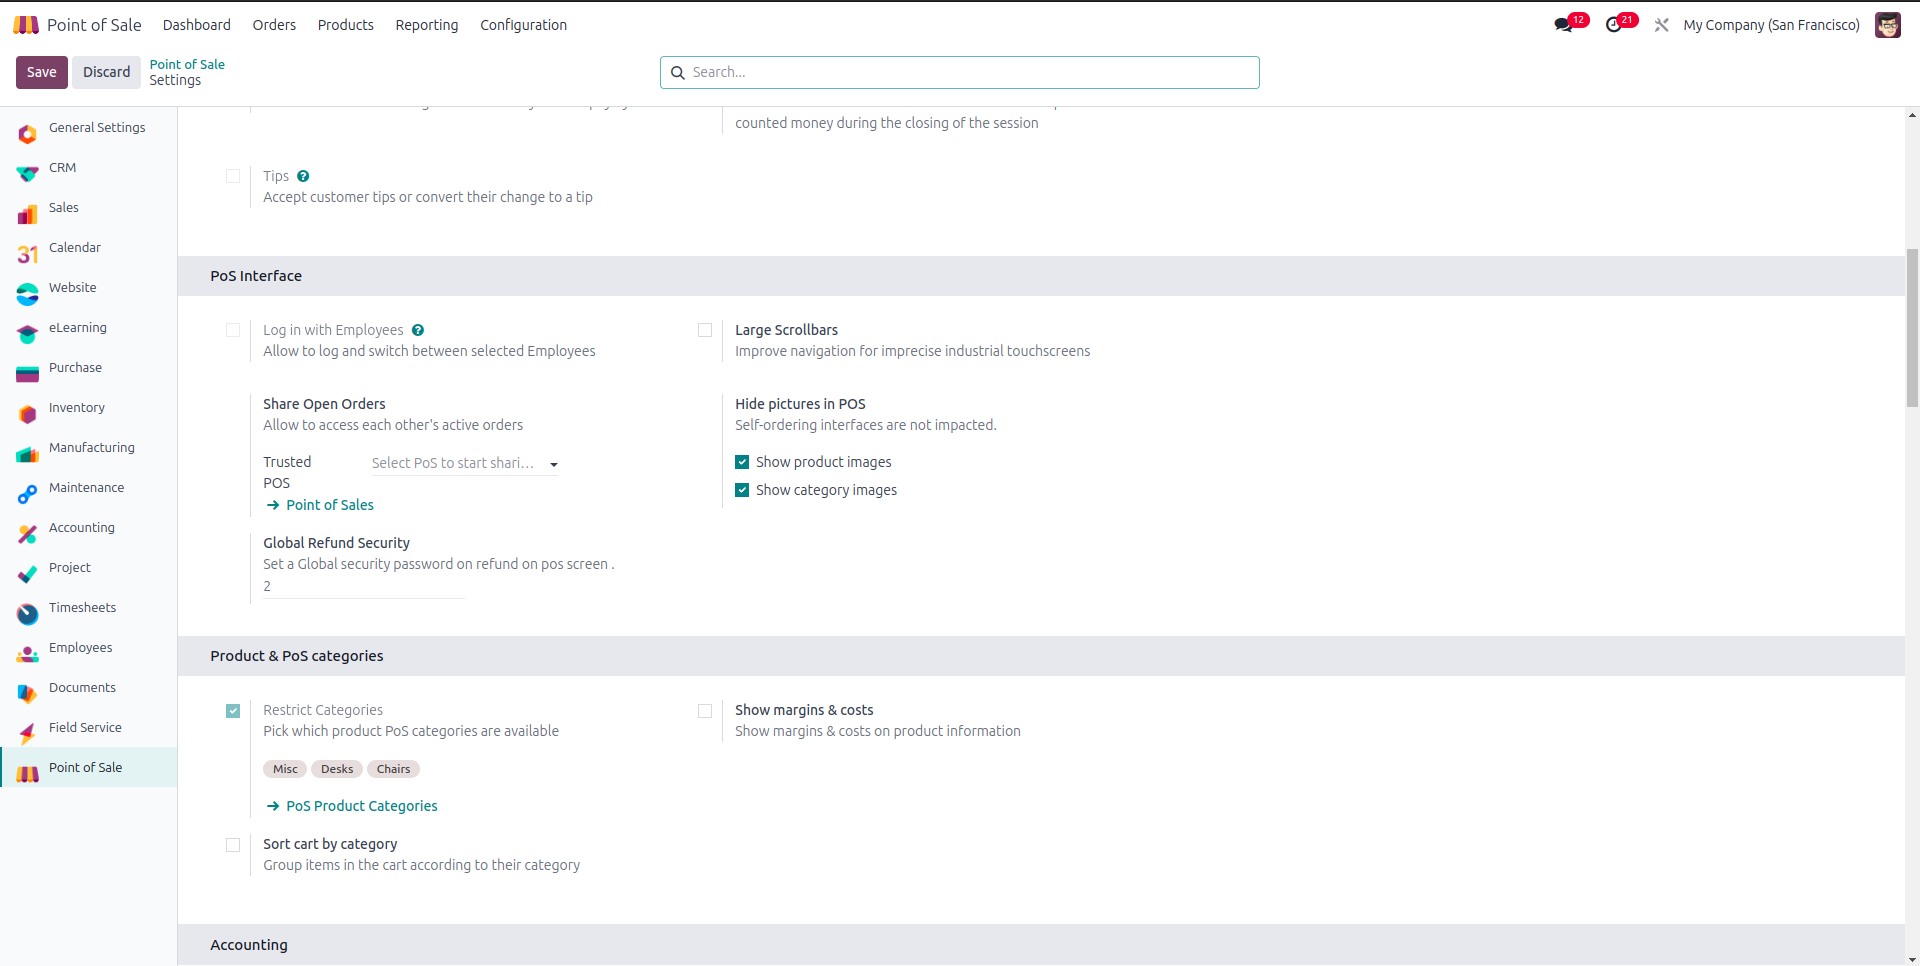 Point of Sale
Dashboard
Orders
Products
Reporting
Configuration
12
21
My Company (San Francisco)
Save
Discard
Point of Sale
Settings
Search...
General Settings
CRM
Sales
31 Calendar
Website
eLearning
Purchase
Inventory
Manufacturing
Maintenance
Accounting
Project
Timesheets
Employees
Documents
Field Service
Point of Sale
counted money during the closing of the session
Tips ?
Accept customer tips or convert their change to a tip
PoS Interface
Log in with Employees ?
Allow to log and switch between selected Employees
Large Scrollbars
Improve navigation for imprecise industrial touchscreens
Share Open Orders
Allow to access each other's active orders
Trusted
POS
Select PoS to start shari...
Point of Sales
Hide pictures in POS
Self-ordering interfaces are not impacted.
Show product images
Show category images
Global Refund Security
Set a Global security password on refund on pos screen .
2
Product & PoS categories
Restrict Categories
Pick which product PoS categories are available
Misc
Desks
Chairs
PoS Product Categories
Show margins & costs
Show margins & costs on product information
Sort cart by category
Group items in the cart according to their category
Accounting